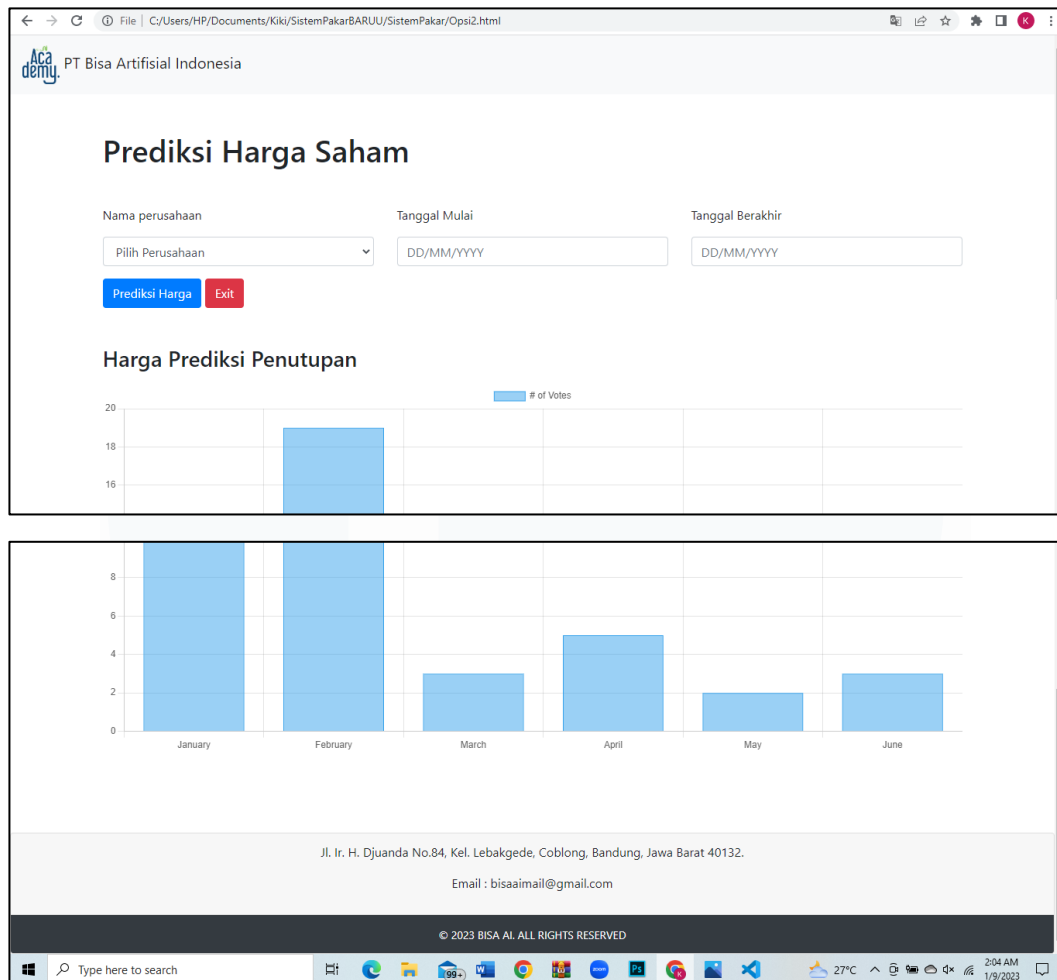 File | C:/Users/HP/Documents/Kiki/SistemPakarBARUU/SistemPakar/Opsi2.html
K
Aca
demy.
PT Bisa Artifisial Indonesia
Prediksi Harga Saham
Nama perusahaan Tanggal Mulai Tanggal Berakhir
Pilih Perusahaan DD/MM/YYYY DD/MM/YYYY
Prediksi Harga Exit
Harga Prediksi Penutupan
# of Votes
20
18
16
8
6
4
2
0
January February March April May June
Jl. Ir. H. Djuanda No.84, Kel. Lebakgede, Coblong, Bandung, Jawa Barat 40132.
Email : bisaaimail@gmail.com
© 2023 BISA AI. ALL RIGHTS RESERVED
Type here to search 99+ W zoom Ps 27°C 2:04 AM
1/9/2023